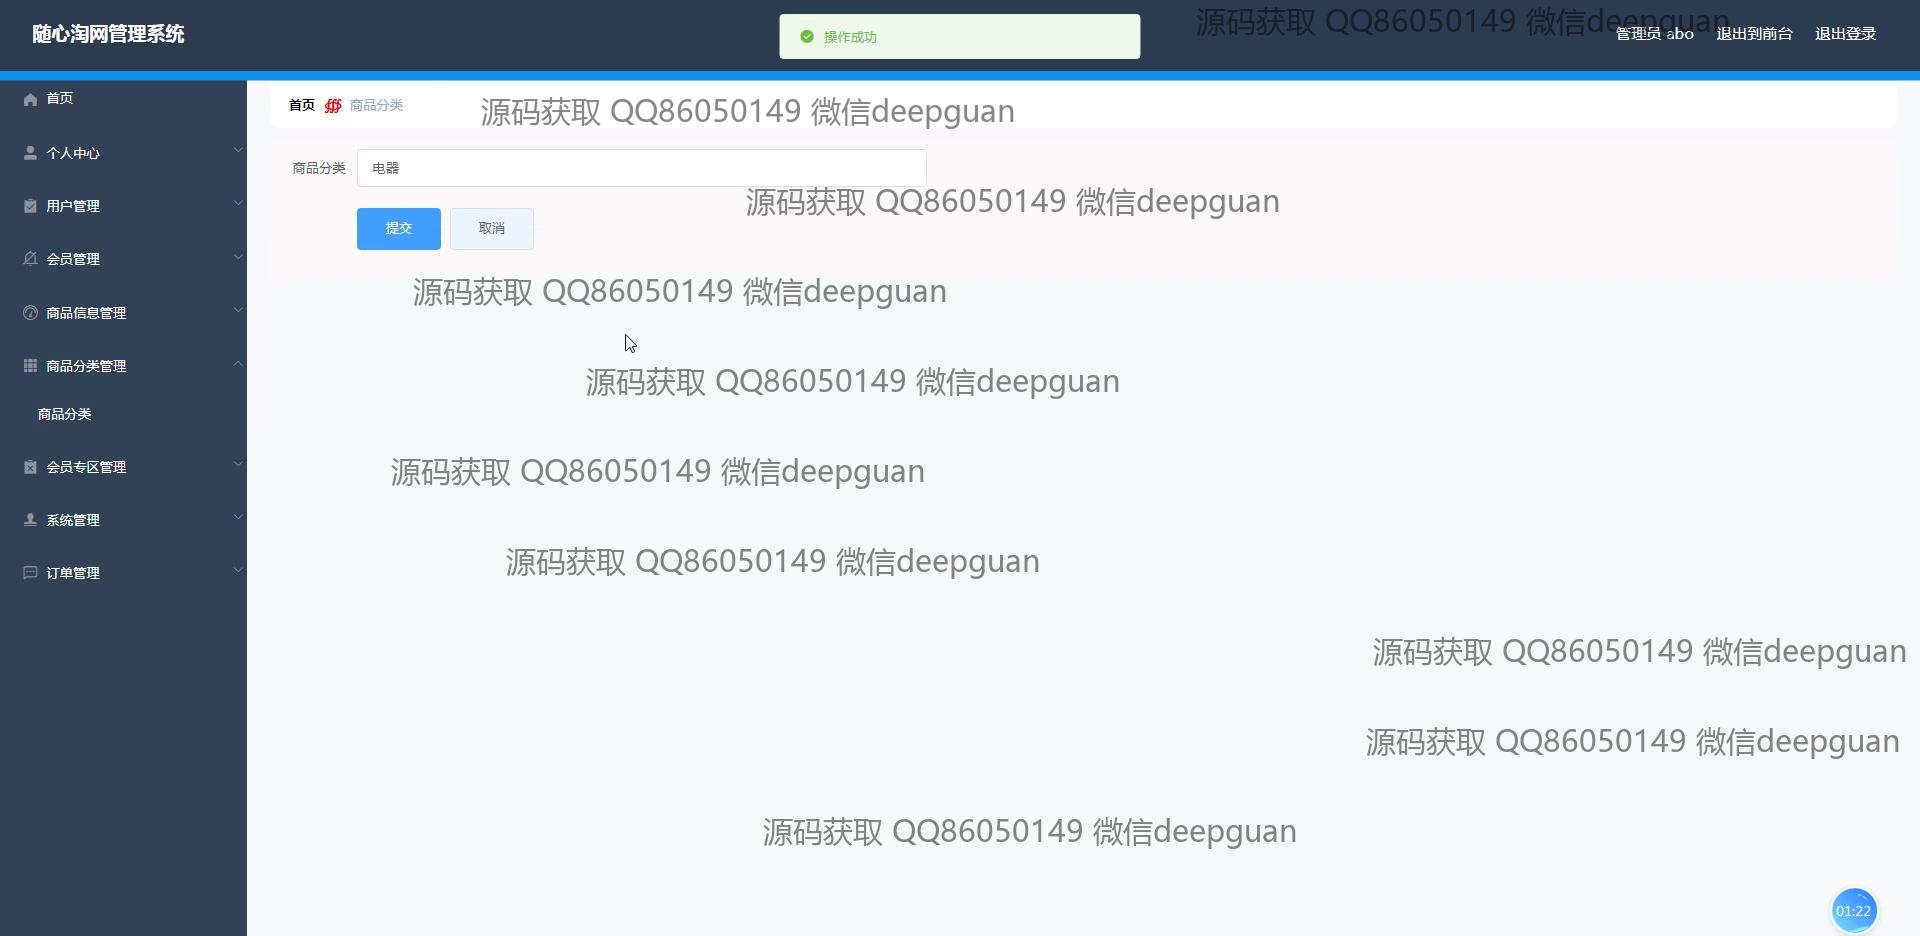 随心淘网管理系统
操作成功
源码获取 QQ86050149 微信deepguan
管理员 abo 退出到前台 退出登录
首页
个人中心
用户管理
会员管理
商品信息管理
商品分类管理
商品分类
会员专区管理
系统管理
订单管理
首页 商品分类
源码获取 QQ86050149 微信deepguan
商品分类 电器
源码获取 QQ86050149 微信deepguan
提交 取消
源码获取 QQ86050149 微信deepguan
源码获取 QQ86050149 微信deepguan
源码获取 QQ86050149 微信deepguan
源码获取 QQ86050149 微信deepguan
源码获取 QQ86050149 微信deepguan
源码获取 QQ86050149 微信deepguan
源码获取 QQ86050149 微信deepguan
01:22